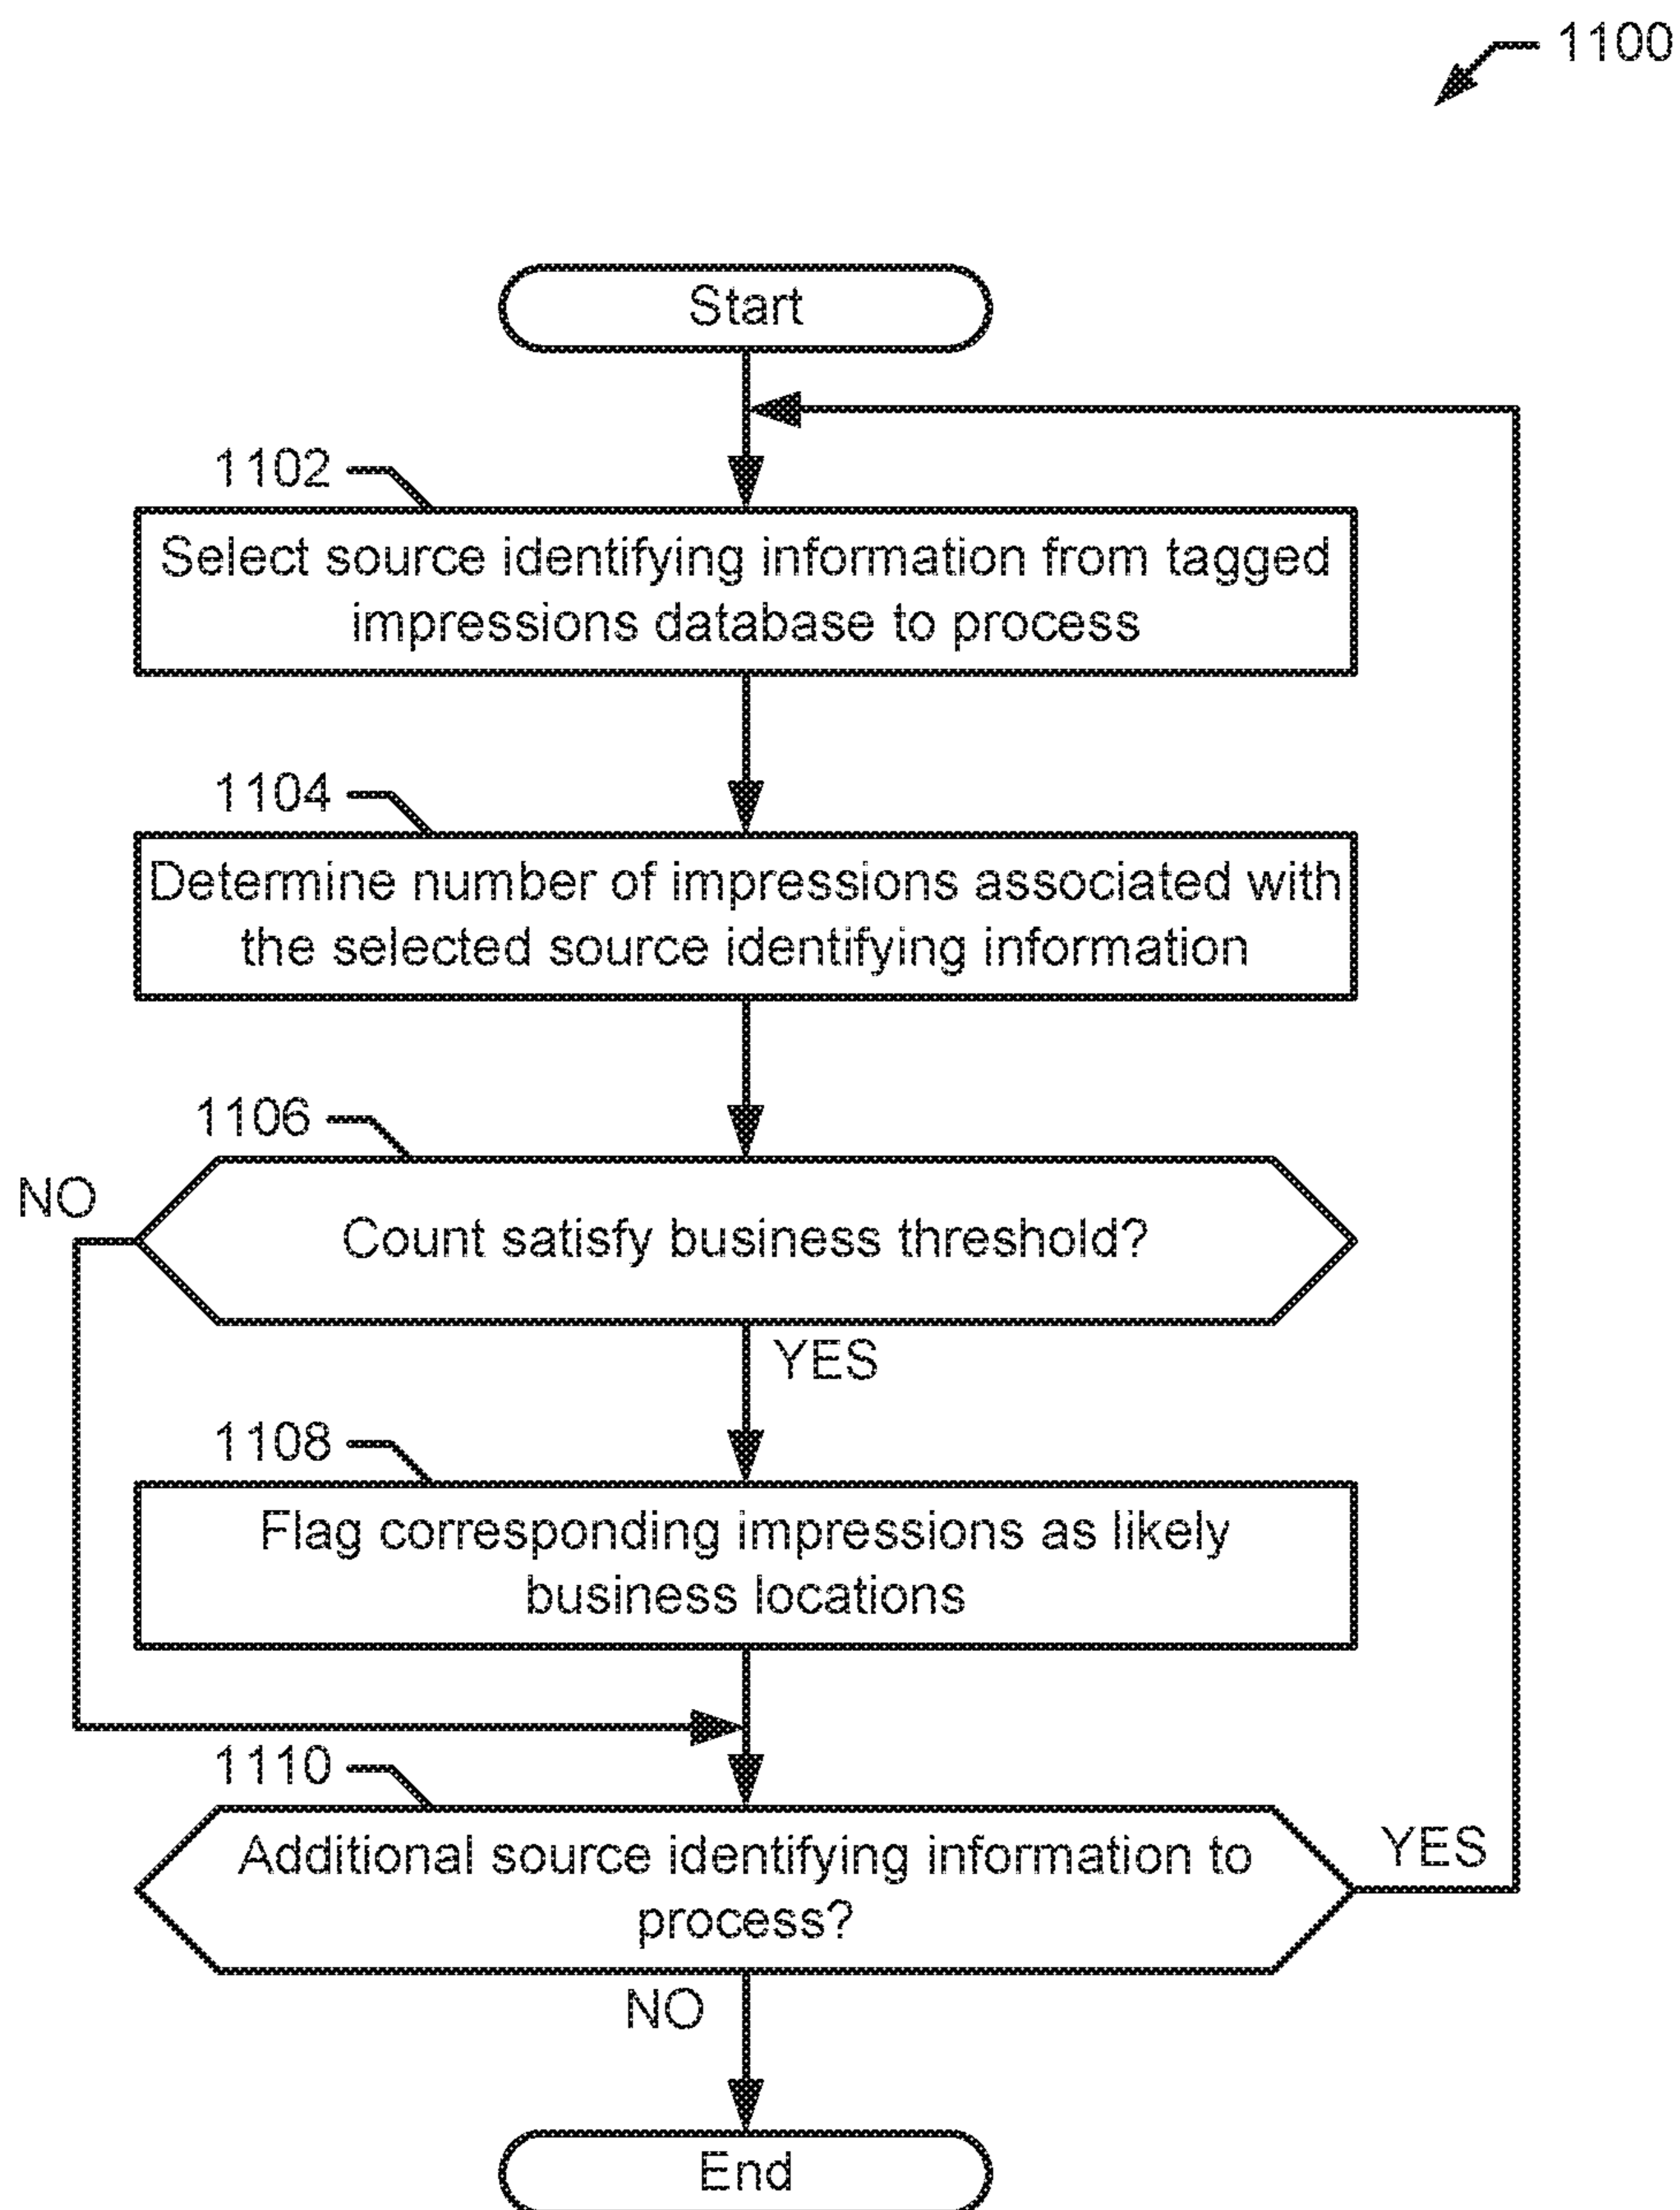 1100
Start
1102
Select source identifying information from tagged
impressions database to process
1104
Determine number of impressions associated with
the selected source identifying information
1106
NO
Count satisfy business threshold?
YES
1108
Flag corresponding impressions as likely
business locations
1110
Additional source identifying information to
process?
YES
NO
End